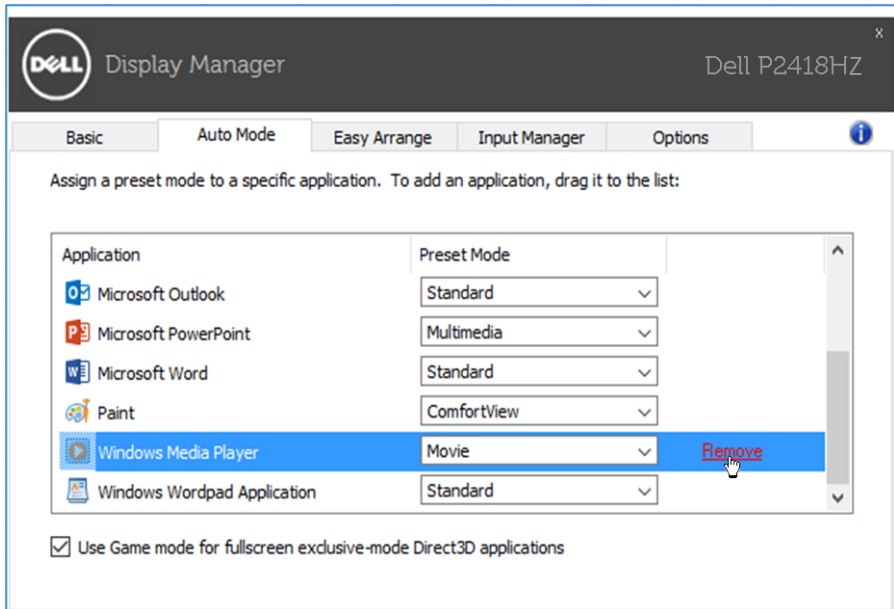 DELL Display Manager Dell P2418HZ x
Basic Auto Mode Easy Arrange Input Manager Options
Assign a preset mode to a specific application. To add an application, drag it to the list:
Application Preset Mode
Microsoft Outlook Standard
Microsoft PowerPoint Multimedia
Microsoft Word Standard
Paint ComfortView
Windows Media Player Movie Remove
Windows Wordpad Application Standard
Use Game mode for fullscreen exclusive-mode Direct3D applications